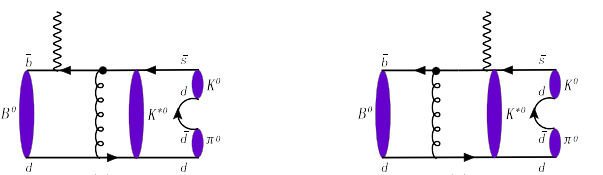 b̄ s̄ K⁰
B⁰ d K*⁰
d̄ π⁰
d d
b̄ s̄ K⁰
B⁰ d K*⁰
d̄ π⁰
d d